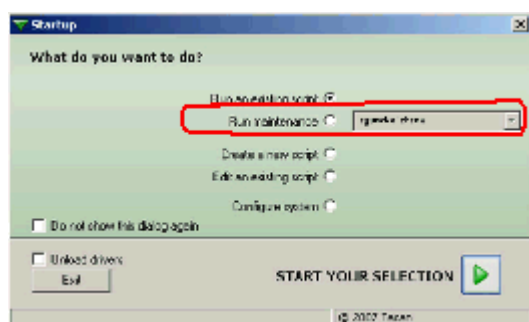 Startup
What do you want to do?
Run an existing script
Run maintenance
Create a new script
Edit an existing script
Configure system
Do not show this dialog again
Unload drivers
Exit
START YOUR SELECTION
© 2007 Tecan